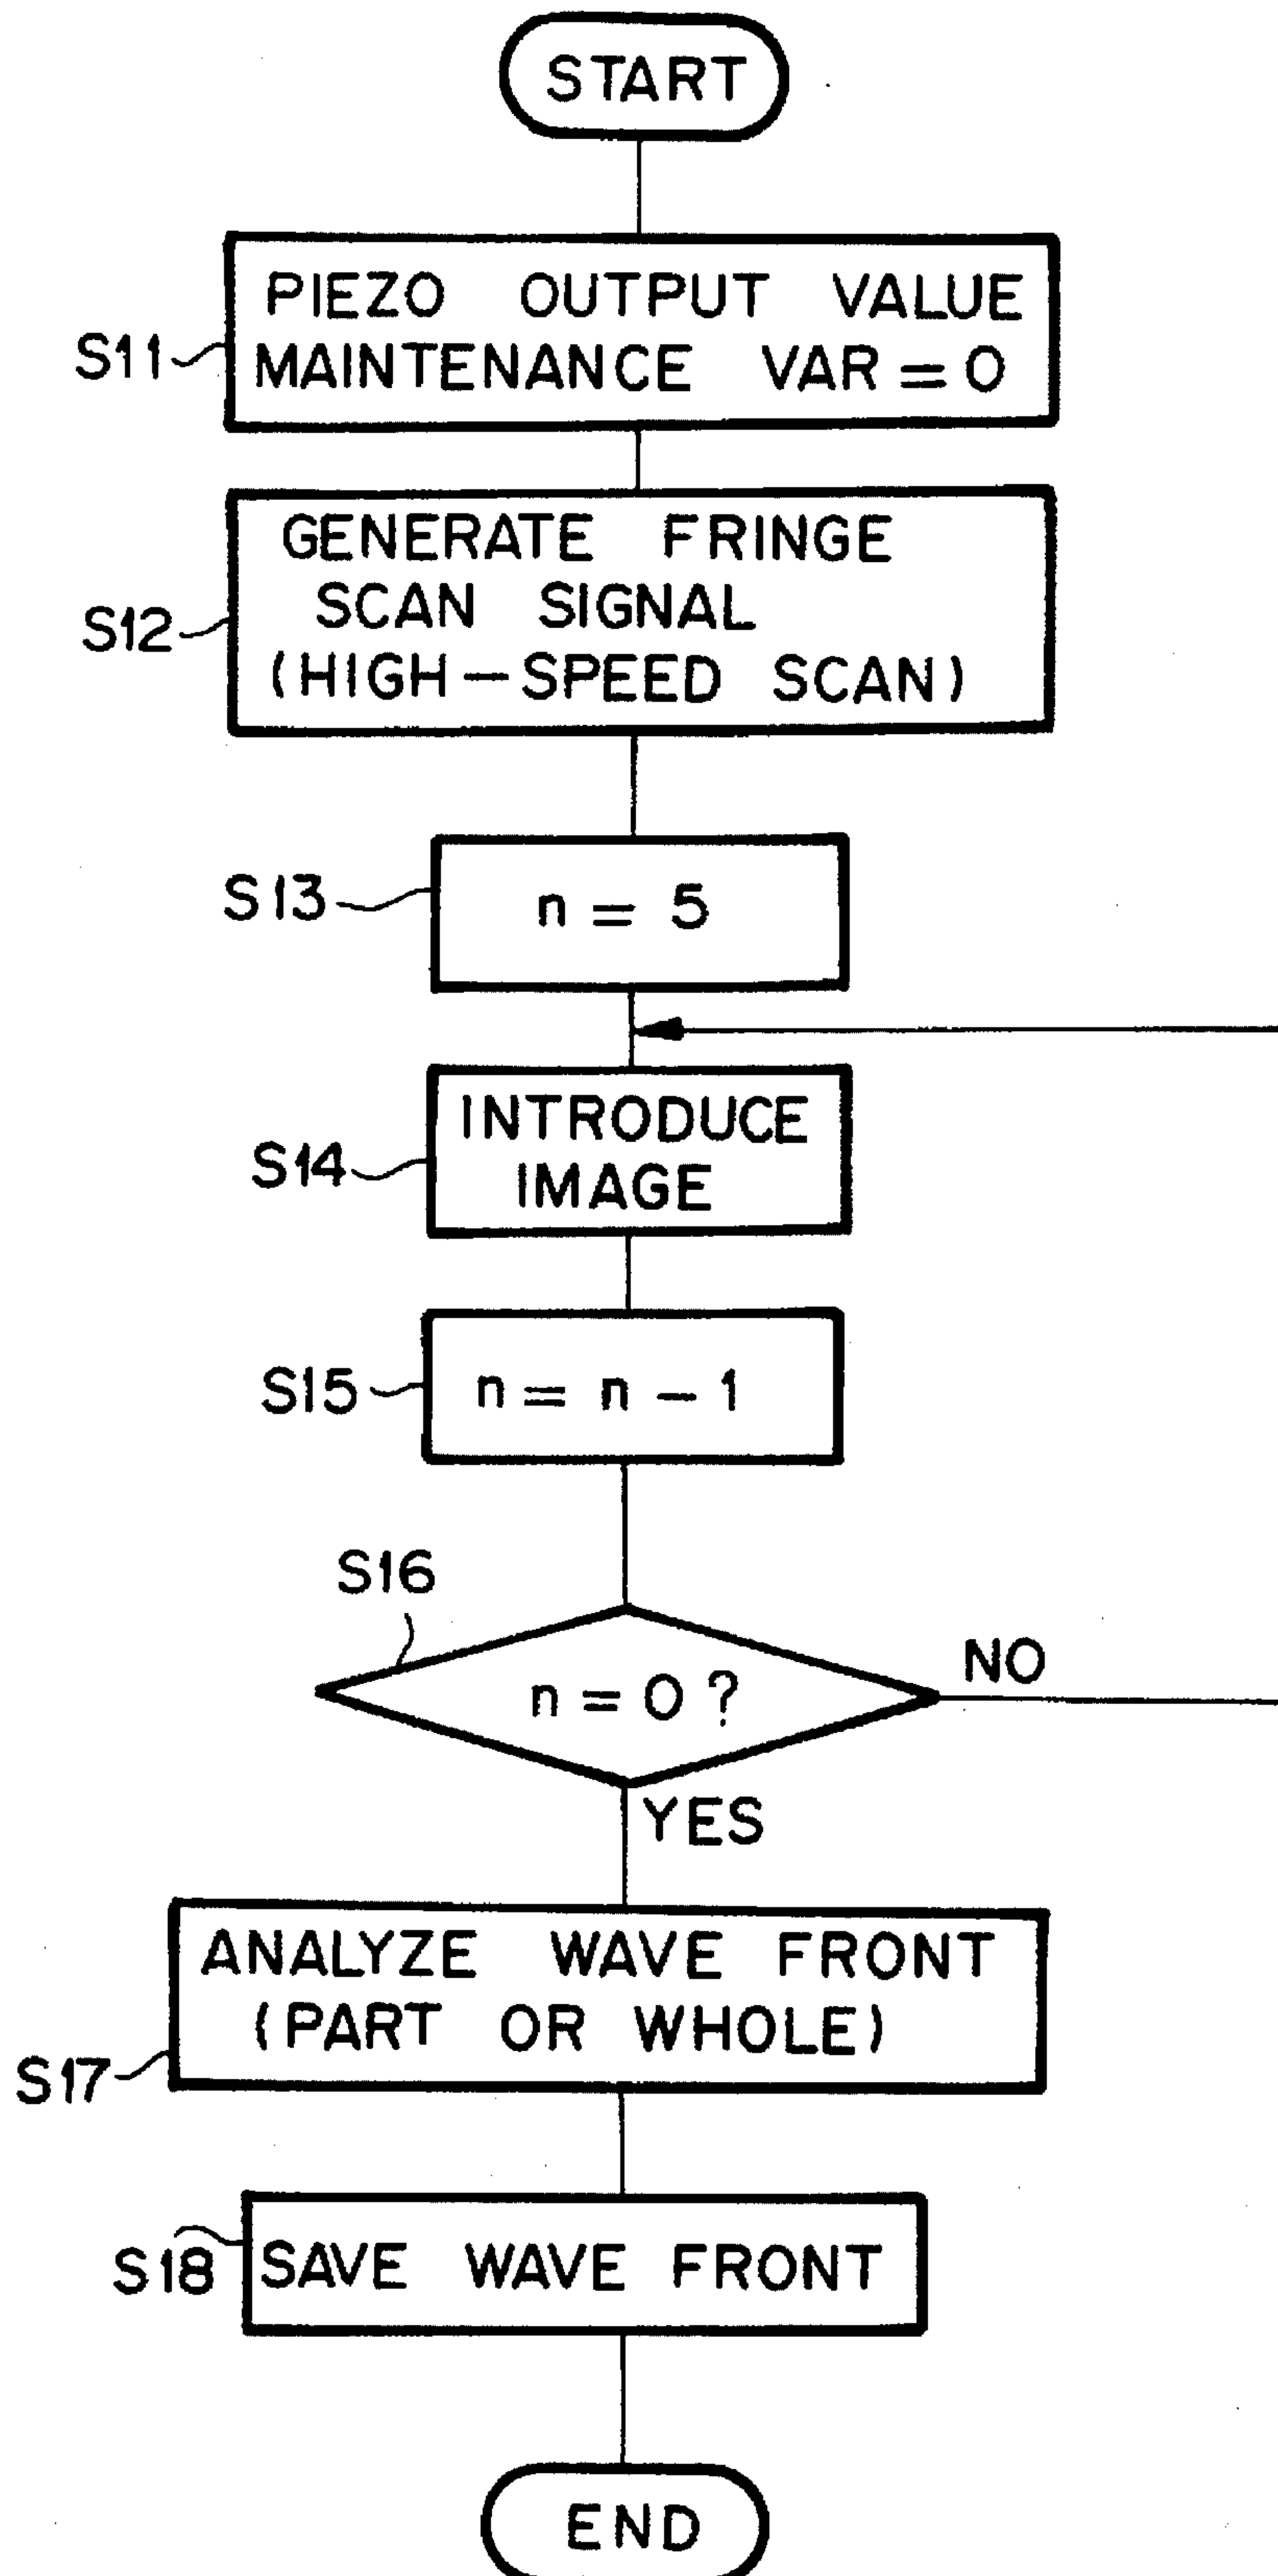 START
S11
PIEZO OUTPUT VALUE
MAINTENANCE VAR = 0
S12
GENERATE FRINGE
SCAN SIGNAL
(HIGH-SPEED SCAN)
S13
n = 5
S14
INTRODUCE
IMAGE
S15
n = n - 1
S16
n = 0 ?
NO
YES
S17
ANALYZE WAVE FRONT
(PART OR WHOLE)
S18
SAVE WAVE FRONT
END